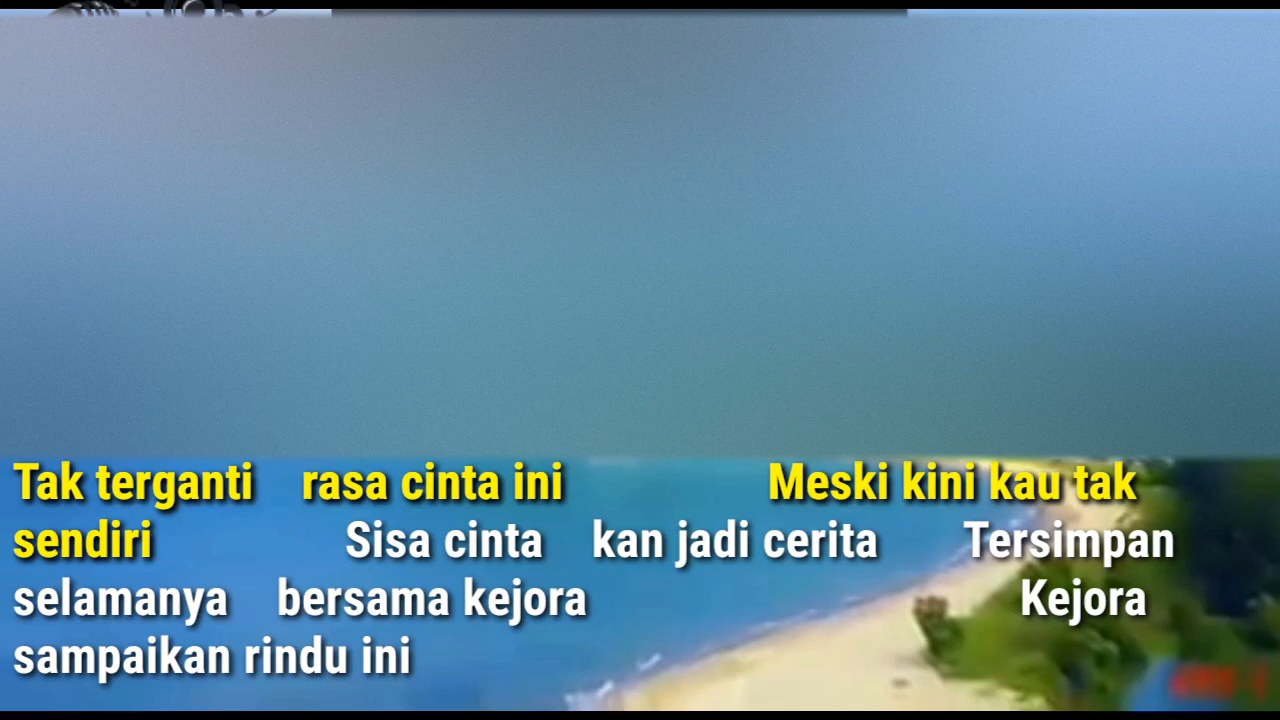 Tak terganti rasa cinta ini Meski kini kau tak
sendiri Sisa cinta kan jadi cerita Tersimpan
selamanya bersama kejora Kejora
sampaikan rindu ini